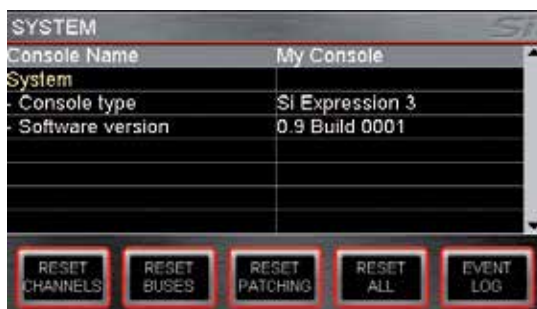 SYSTEM Si
Console Name My Console
System
- Console type Si Expression 3
- Software version 0.9 Build 0001
RESET CHANNELS
RESET BUSES
RESET PATCHING
RESET ALL
EVENT LOG